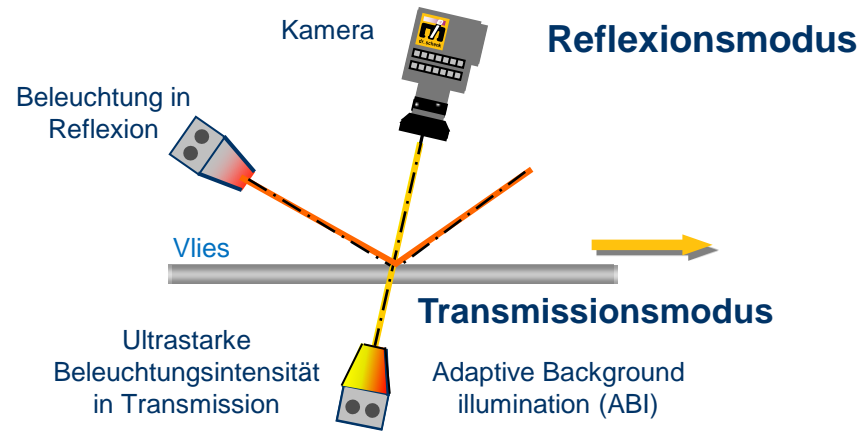 Kamera
Reflexionsmodus
Beleuchtung in
Reflexion
Vlies
Transmissionsmodus
Ultrastarke
Beleuchtungsintensität
in Transmission
Adaptive Background
illumination (ABI)